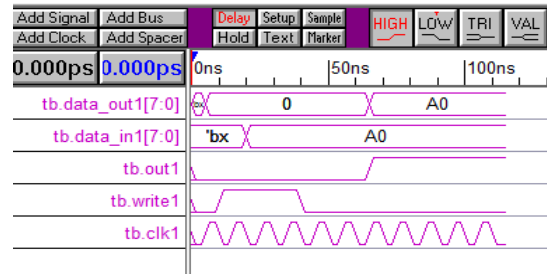 Add Signal Add Bus Delay Setup Sample HIGH LOW TRI VAL
Add Clock Add Spacer Hold Text Marker
0.000ps 0.000ps 0ns 50ns 100ns
tb.data_out1[7:0] 0 A0
tb.data_in1[7:0] 'bx A0
tb.out1
tb.write1
tb.clk1